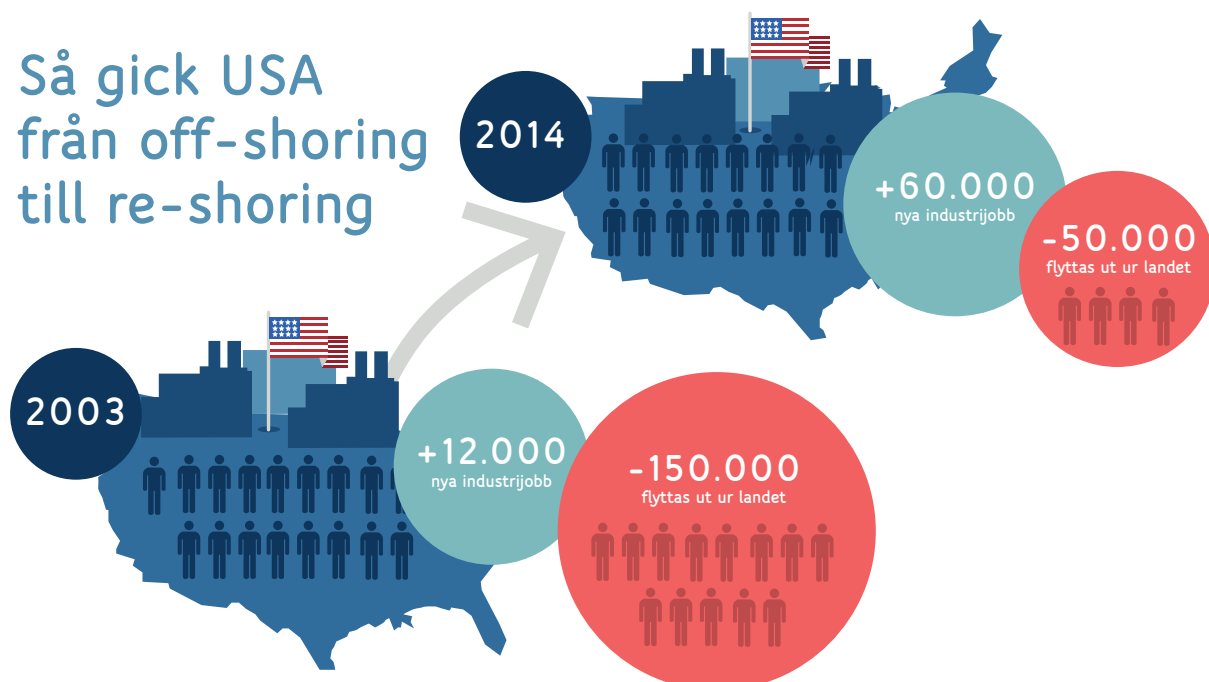 Så gick USA
från off-shoring
till re-shoring
2014
+60.000
nya industrijobb
-50.000
flyttas ut ur landet
2003
+12.000
nya industrijobb
-150.000
flyttas ut ur landet